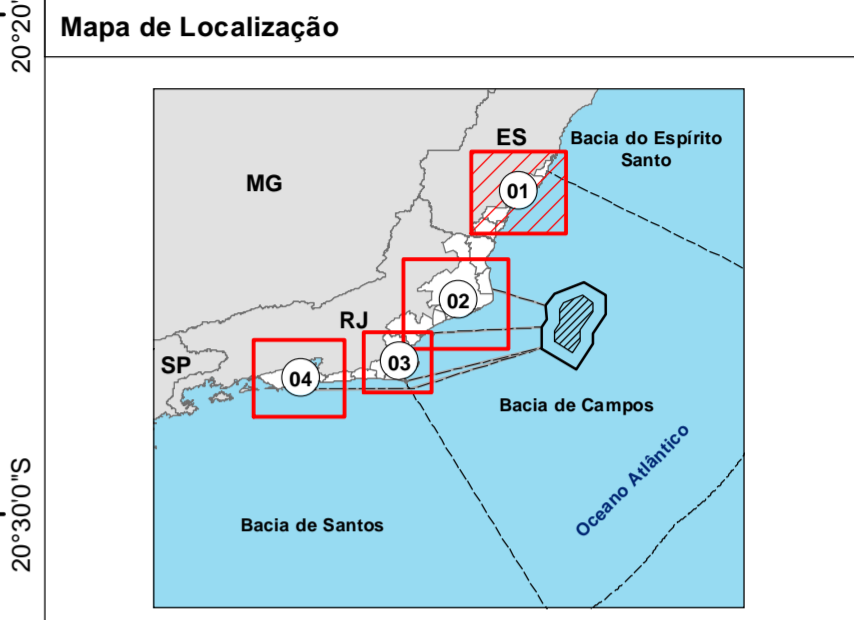 20°20'
Mapa de Localização
ES
Bacia do Espírito
Santo
MG
01
02
RJ
03
SP
04
Bacia de Campos
Oceano Atlântico
20°30'0"S
Bacia de Santos